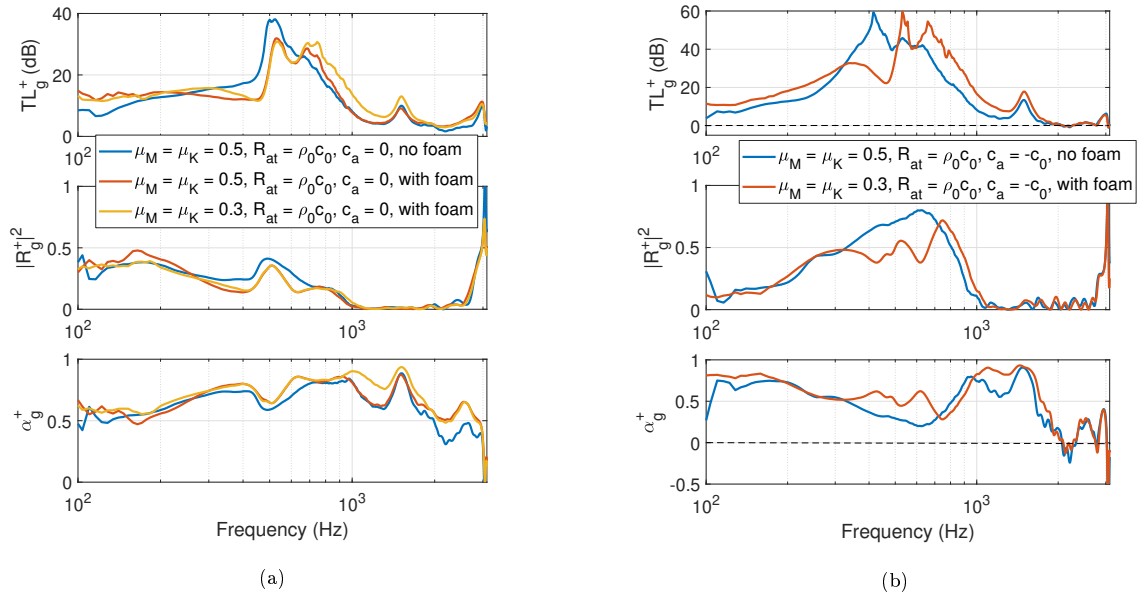 60
40
20
0
TL_g^+ (dB)
10^2
μ_M = μ_K = 0.5, R_at = ρ_0c_0, c_a = 0, no foam
μ_M = μ_K = 0.5, R_at = ρ_0c_0, c_a = 0, with foam
μ_M = μ_K = 0.3, R_at = ρ_0c_0, c_a = 0, with foam
1
0.5
0
|R_g^+|^2
10^2
10^3
1
0.5
0
α_g^+
10^2
10^3
Frequency (Hz)
(a)
60
40
20
0
TL_g^+ (dB)
10^2
μ_M = μ_K = 0.5, R_at = ρ_0c_0, c_a = -c_0, no foam
μ_M = μ_K = 0.3, R_at = ρ_0c_0, c_a = -c_0, with foam
1
0.5
0
|R_g^+|^2
10^2
10^3
1
0.5
0
-0.5
α_g^+
10^2
10^3
Frequency (Hz)
(b)